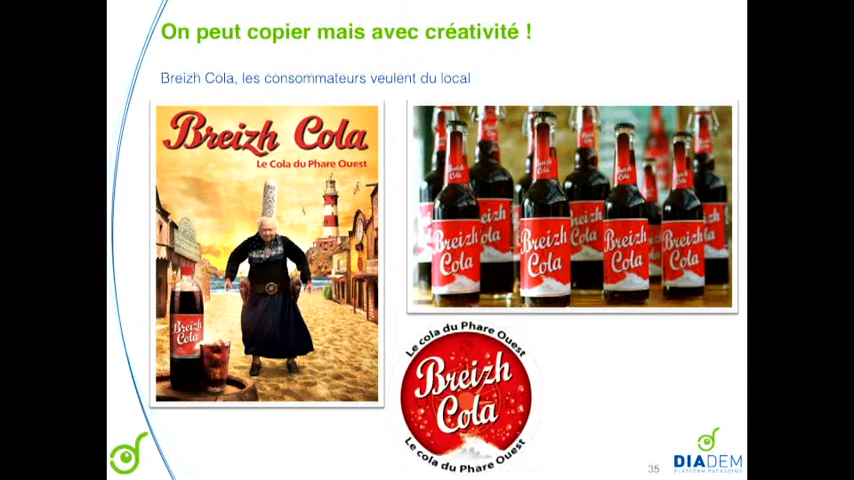 On peut copier mais avec créativité !
Breizh Cola, les consommateurs veulent du local
Breizh Cola
Le Cola du Phare Ouest
Breizh
Cola
Breizh
Cola
Breizh
Cola
Breizh
Cola
Breizh
Cola
Le cola du Phare Ouest
Breizh
Cola
Le cola du Phare Ouest
35
DIADEM
PLATFORM PACKAGING